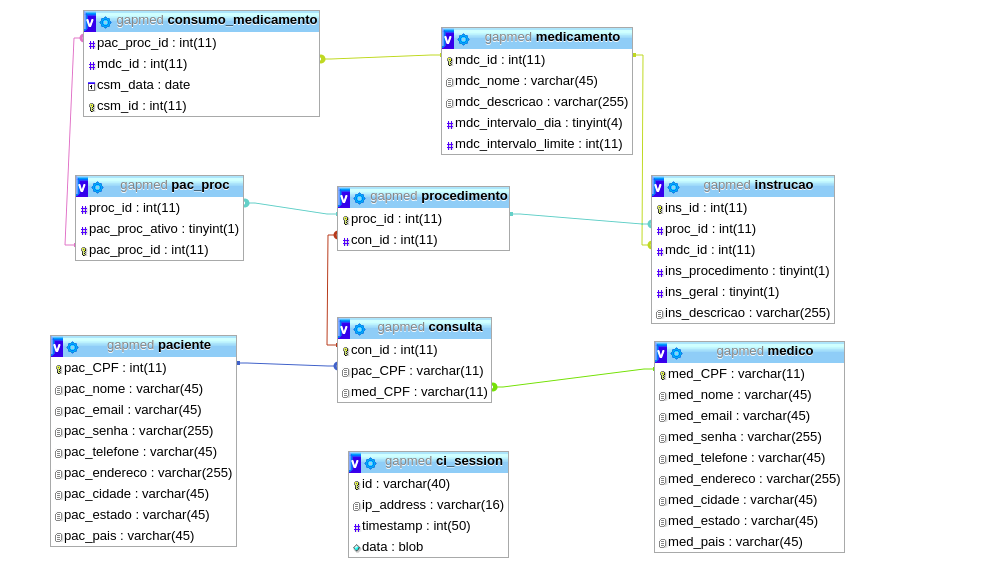 gapmed consumo_medicamento
pac_proc_id : int(11)
mdc_id : int(11)
csm_data : date
csm_id : int(11)
gapmed medicamento
mdc_id : int(11)
mdc_nome : varchar(45)
mdc_descricao : varchar(255)
mdc_intervalo_dia : tinyint(4)
mdc_intervalo_limite : int(11)
gapmed pac_proc
proc_id : int(11)
pac_proc_ativo : tinyint(1)
pac_proc_id : int(11)
gapmed procedimento
proc_id : int(11)
con_id : int(11)
gapmed instrucao
ins_id : int(11)
proc_id : int(11)
mdc_id : int(11)
ins_procedimento : tinyint(1)
ins_geral : tinyint(1)
ins_descricao : varchar(255)
gapmed paciente
pac_CPF : int(11)
pac_nome : varchar(45)
pac_email : varchar(45)
pac_senha : varchar(255)
pac_telefone : varchar(45)
pac_endereco : varchar(255)
pac_cidade : varchar(45)
pac_estado : varchar(45)
pac_pais : varchar(45)
gapmed consulta
con_id : int(11)
pac_CPF : varchar(11)
med_CPF : varchar(11)
gapmed medico
med_CPF : varchar(11)
med_nome : varchar(45)
med_email : varchar(45)
med_senha : varchar(255)
med_telefone : varchar(45)
med_endereco : varchar(255)
med_cidade : varchar(45)
med_estado : varchar(45)
med_pais : varchar(45)
gapmed ci_session
id : varchar(40)
ip_address : varchar(16)
timestamp : int(50)
data : blob